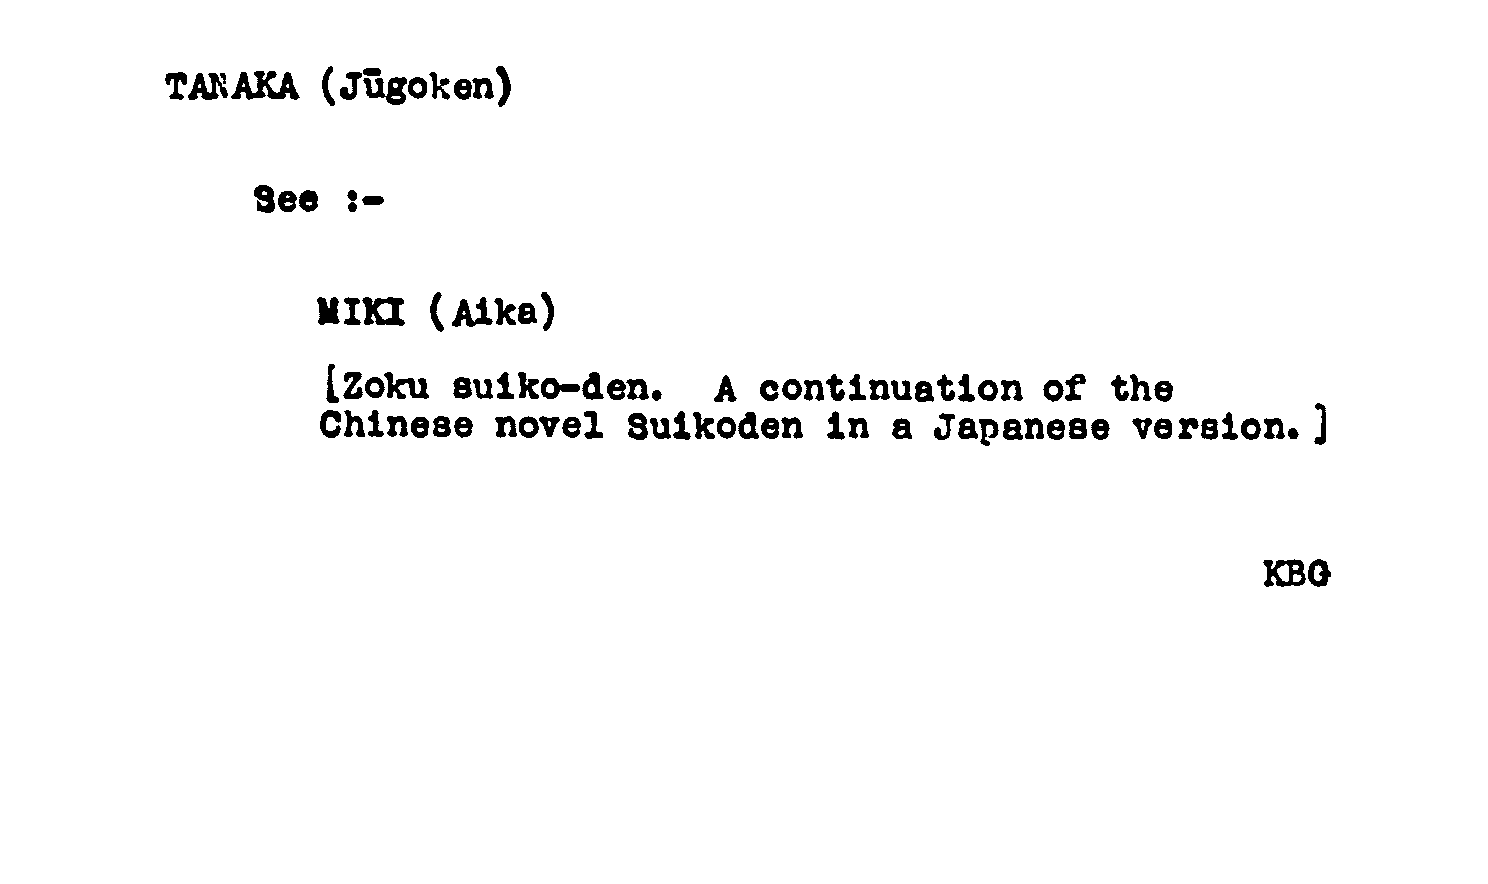 TANAKA (Jūgoken)
See :-
MIKI (Aika)
[Zoku suiko-den. A continuation of the
Chinese novel Suikoden in a Japanese version.]
KBG